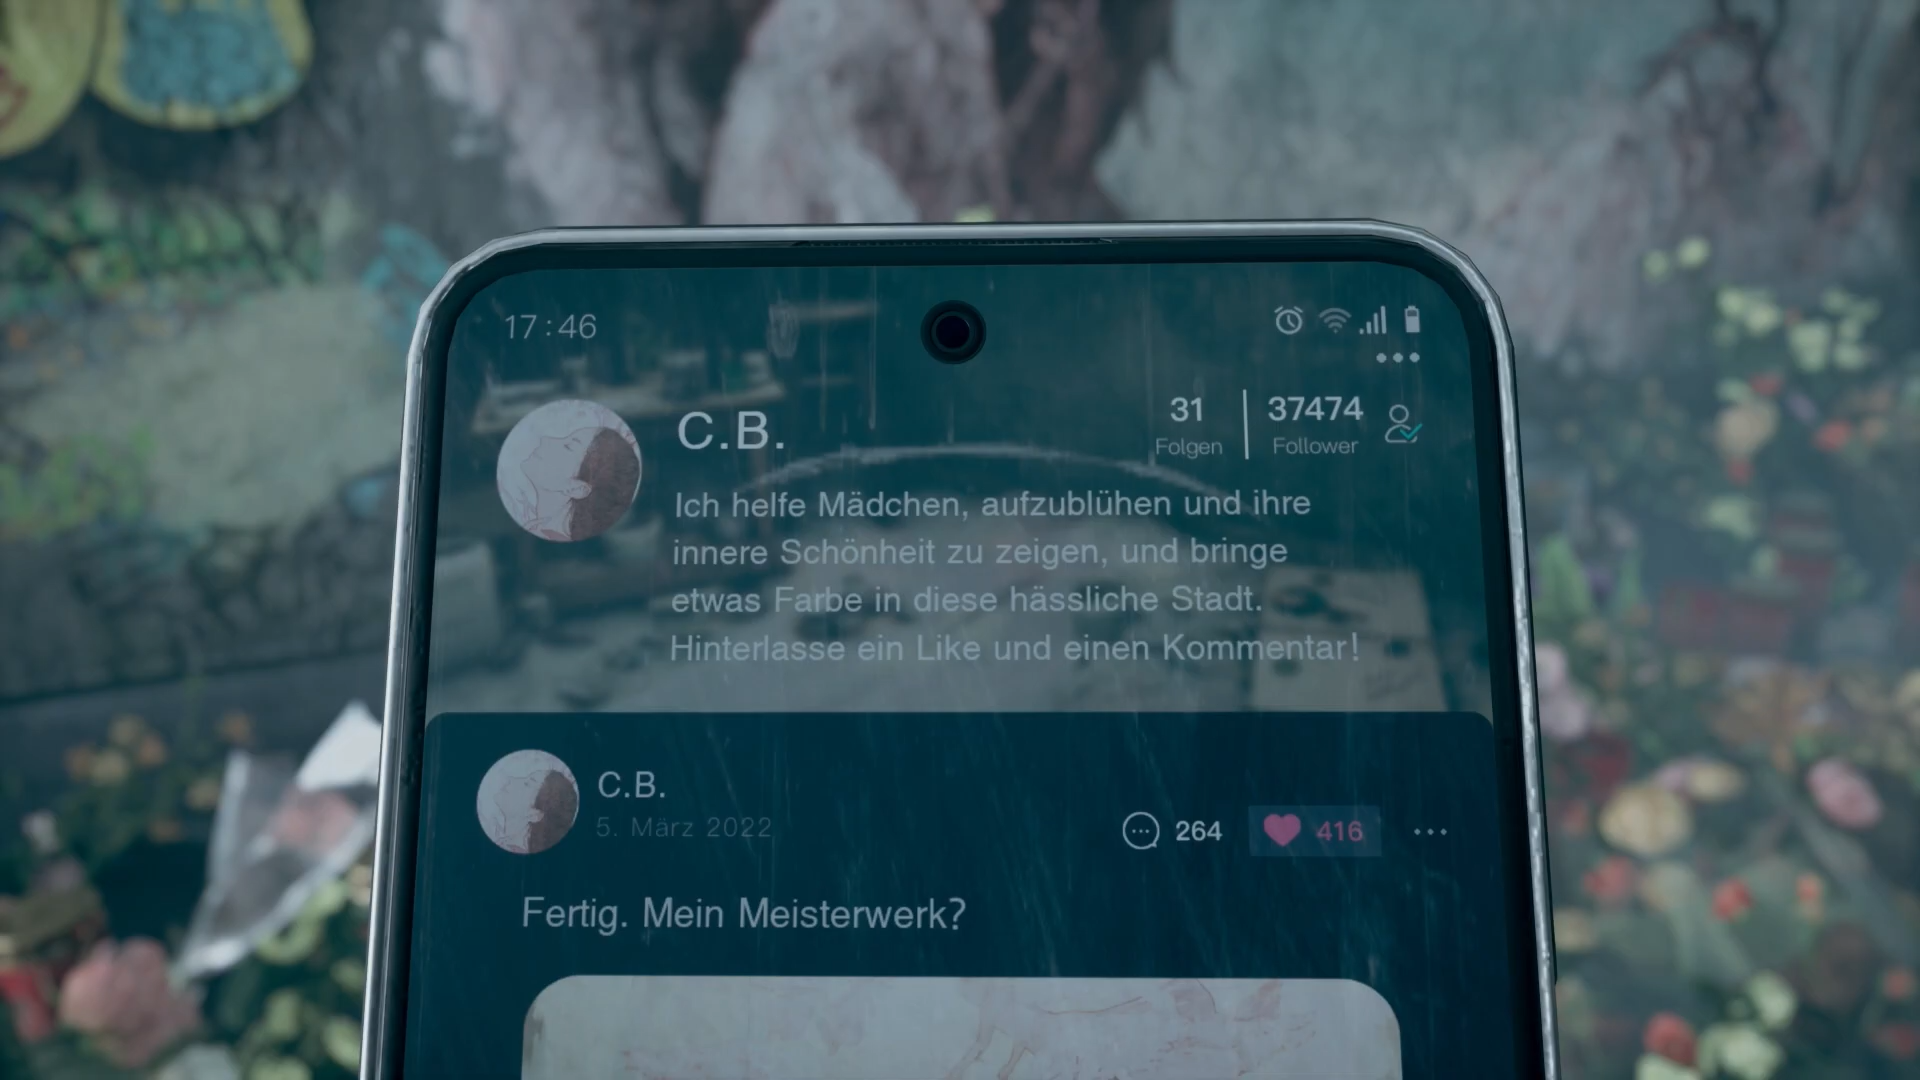 17:46
C.B.
31
Folgen
37474
Follower
Ich helfe Mädchen, aufzublühen und ihre
innere Schönheit zu zeigen, und bringe
etwas Farbe in diese hässliche Stadt.
Hinterlasse ein Like und einen Kommentar!
C.B.
5. März 2022
264
416
Fertig. Mein Meisterwerk?